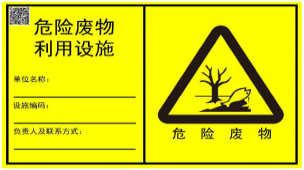 危险废物
利用设施
单位名称：
设施编码：
负责人及联系方式：
危险废物